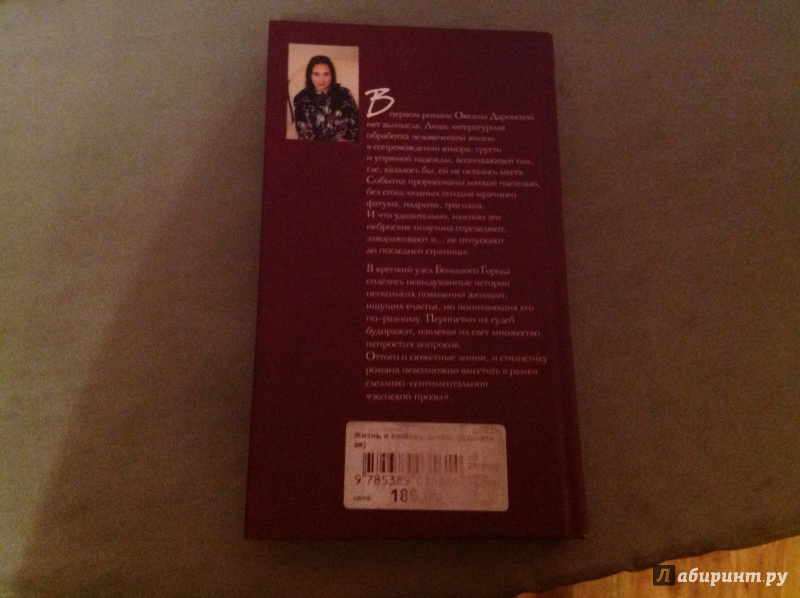 В
первом романе Океаны Даровской
нет вымысла. Лишь литературная
обработка человеческой жизни
в сопровождении юмора, грусти
и упрямой надежды, возникающей там,
где, казалось бы, ей не осталось места.
События прорисованы мягкой пастелью,
без столь модных сегодня мрачного
фатума, надрыва, трагизма.
И что удивительно, именно эти
неброские полутона отрезвляют,
завораживают и... не отпускают
до последней страницы.
В крепкий узел Большого Города
сплелись невыдуманные истории
нескольких поколений женщин,
ищущих счастья, но понимающих его
по-разному. Перипетии их судеб
будоражат, извлекая на свет множество
непростых вопросов.
Оттого и сюжетные линии, и стилистику
романа невозможно вместить в рамки
слезливо-сентиментальной
«женской прозы».
Жизнь и
ая)
9 785389
цена:
Лабиринт.ру